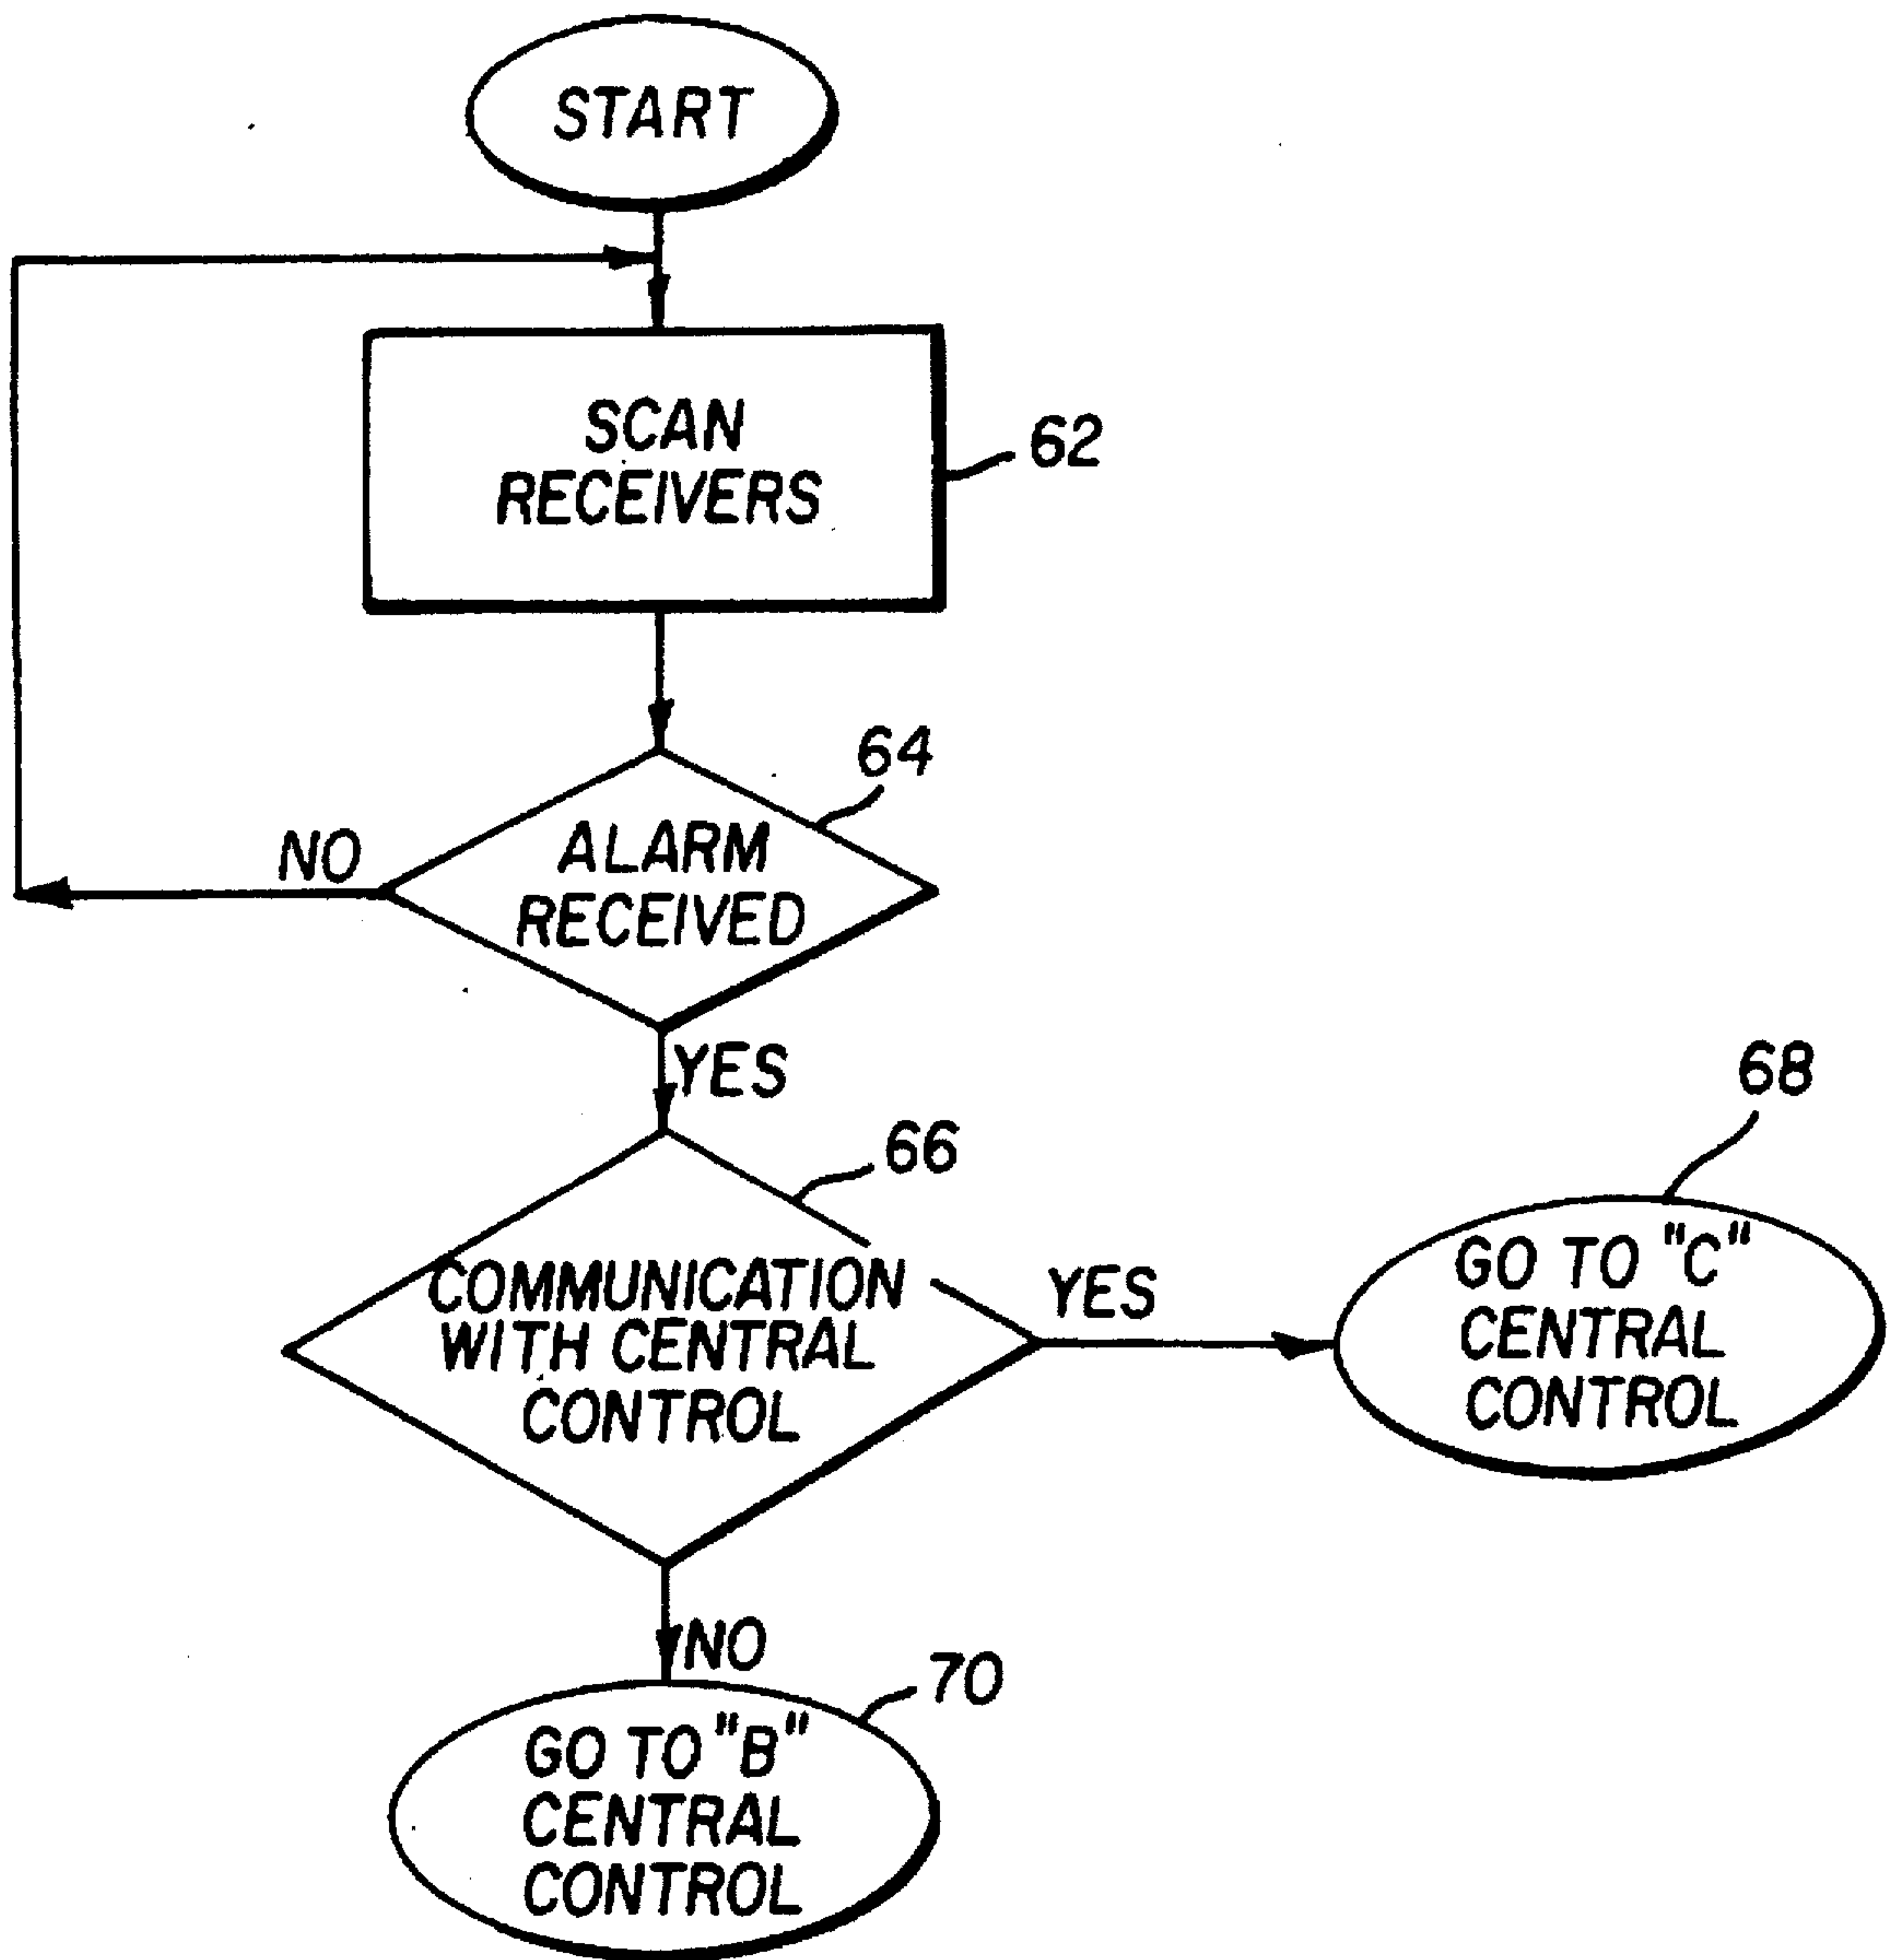 START
SCAN
RECEIVERS
62
64
ALARM
RECEIVED
NO
YES
66
68
COMMUNICATION
WITH CENTRAL
CONTROL
YES
GO TO "C"
CENTRAL
CONTROL
NO
70
GO TO "B"
CENTRAL
CONTROL